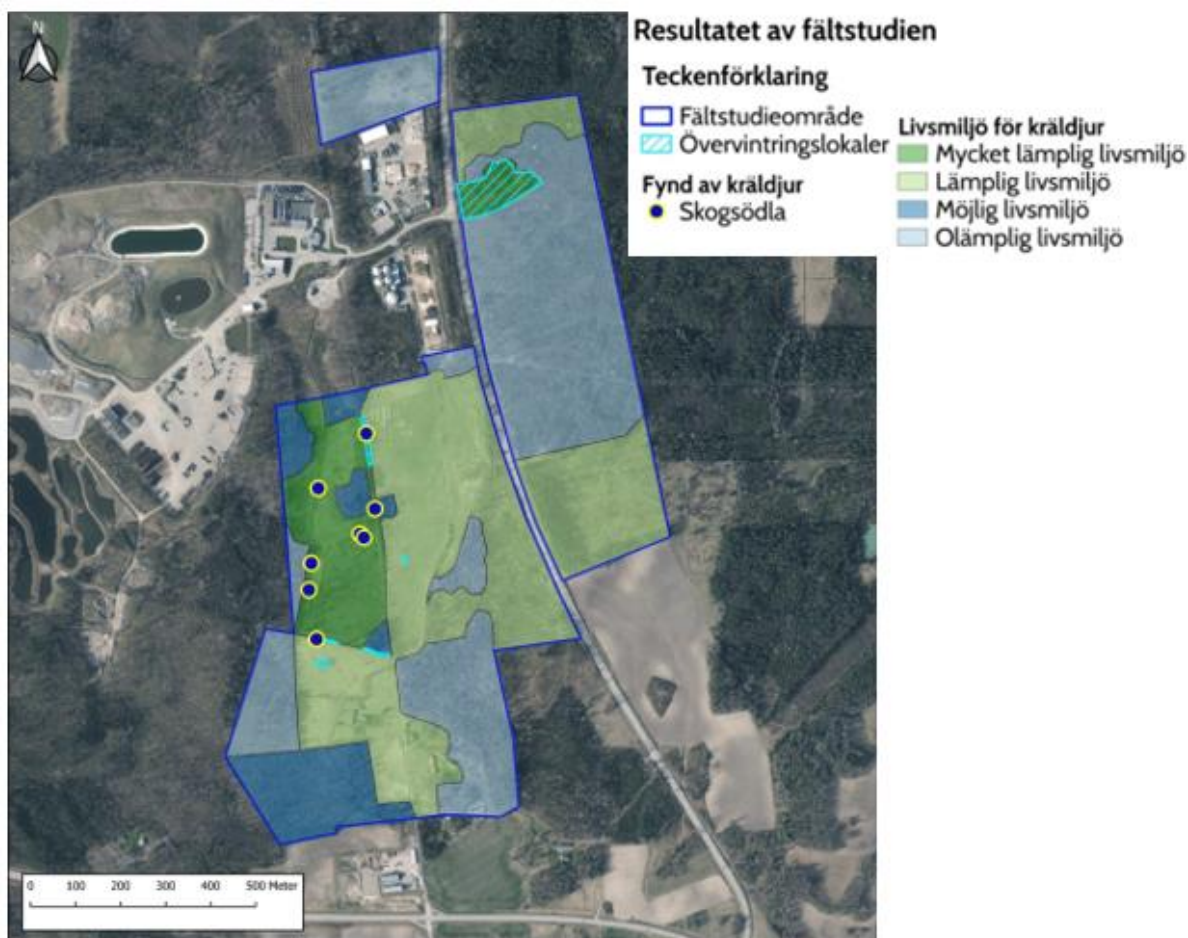 N
Resultatet av fältstudien
Teckenförklaring
Fältstudieområde
Övervintringslokaler
Fynd av kräldjur
Skogsödla
Livsmiljö för kräldjur
Mycket lämplig livsmiljö
Lämplig livsmiljö
Möjlig livsmiljö
Olämplig livsmiljö
0 100 200 300 400 500 Meter